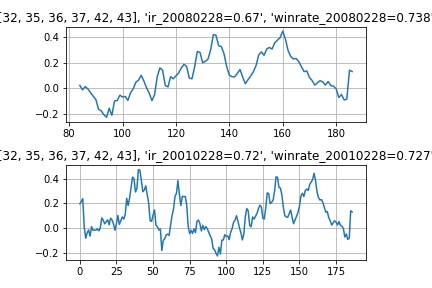 [32, 35, 36, 37, 42, 43], 'ir_20080228=0.67', 'winrate_20080228=0.738'
0.4
0.2
0.0
−0.2
80 100 120 140 160 180
[32, 35, 36, 37, 42, 43], 'ir_20010228=0.72', 'winrate_20010228=0.727'
0.4
0.2
0.0
−0.2
0 25 50 75 100 125 150 175